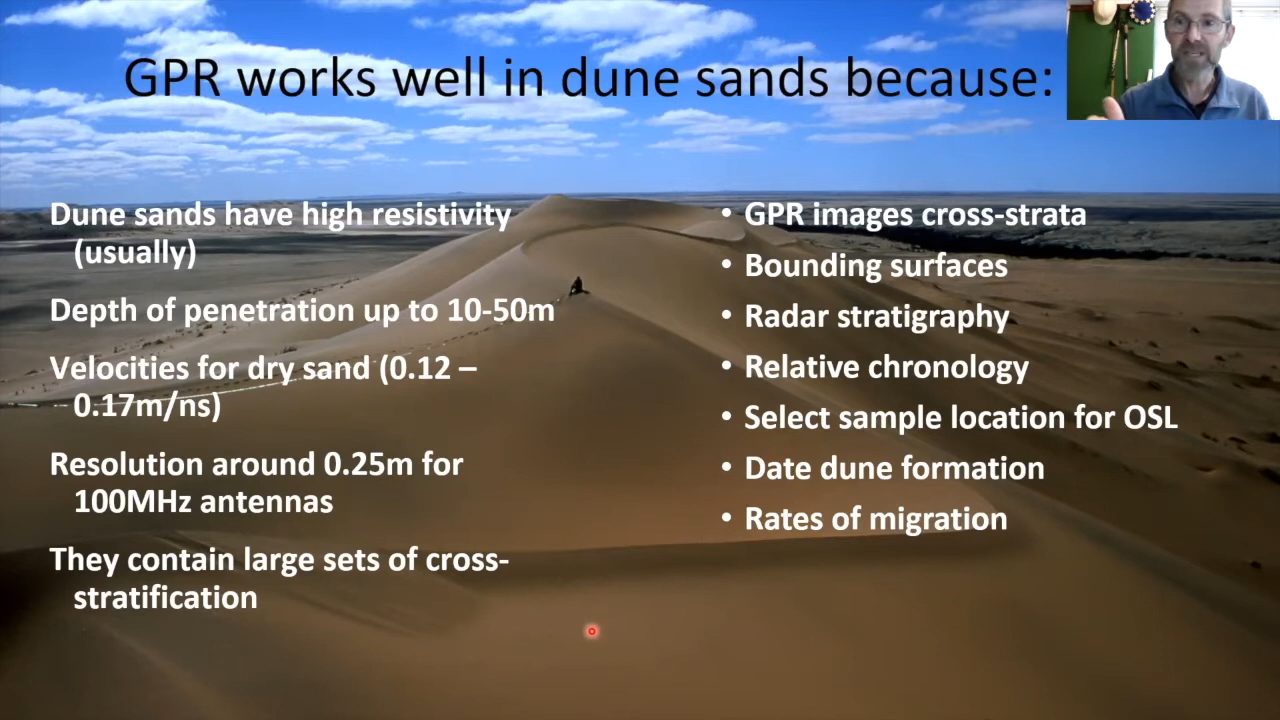 GPR works well in dune sands because:
Dune sands have high resistivity
(usually)
Depth of penetration up to 10-50m
Velocities for dry sand (0.12 –
0.17m/ns)
Resolution around 0.25m for
100MHz antennas
They contain large sets of cross-
stratification
• GPR images cross-strata
• Bounding surfaces
• Radar stratigraphy
• Relative chronology
• Select sample location for OSL
• Date dune formation
• Rates of migration